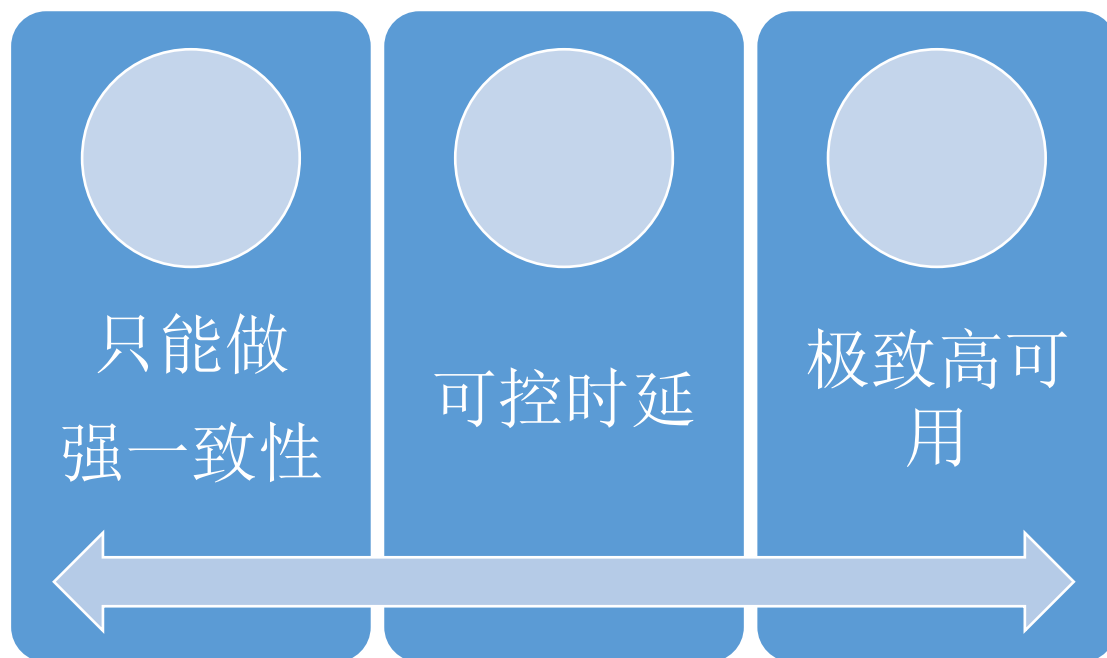 只能做
强一致性
可控时延
极致高可
用